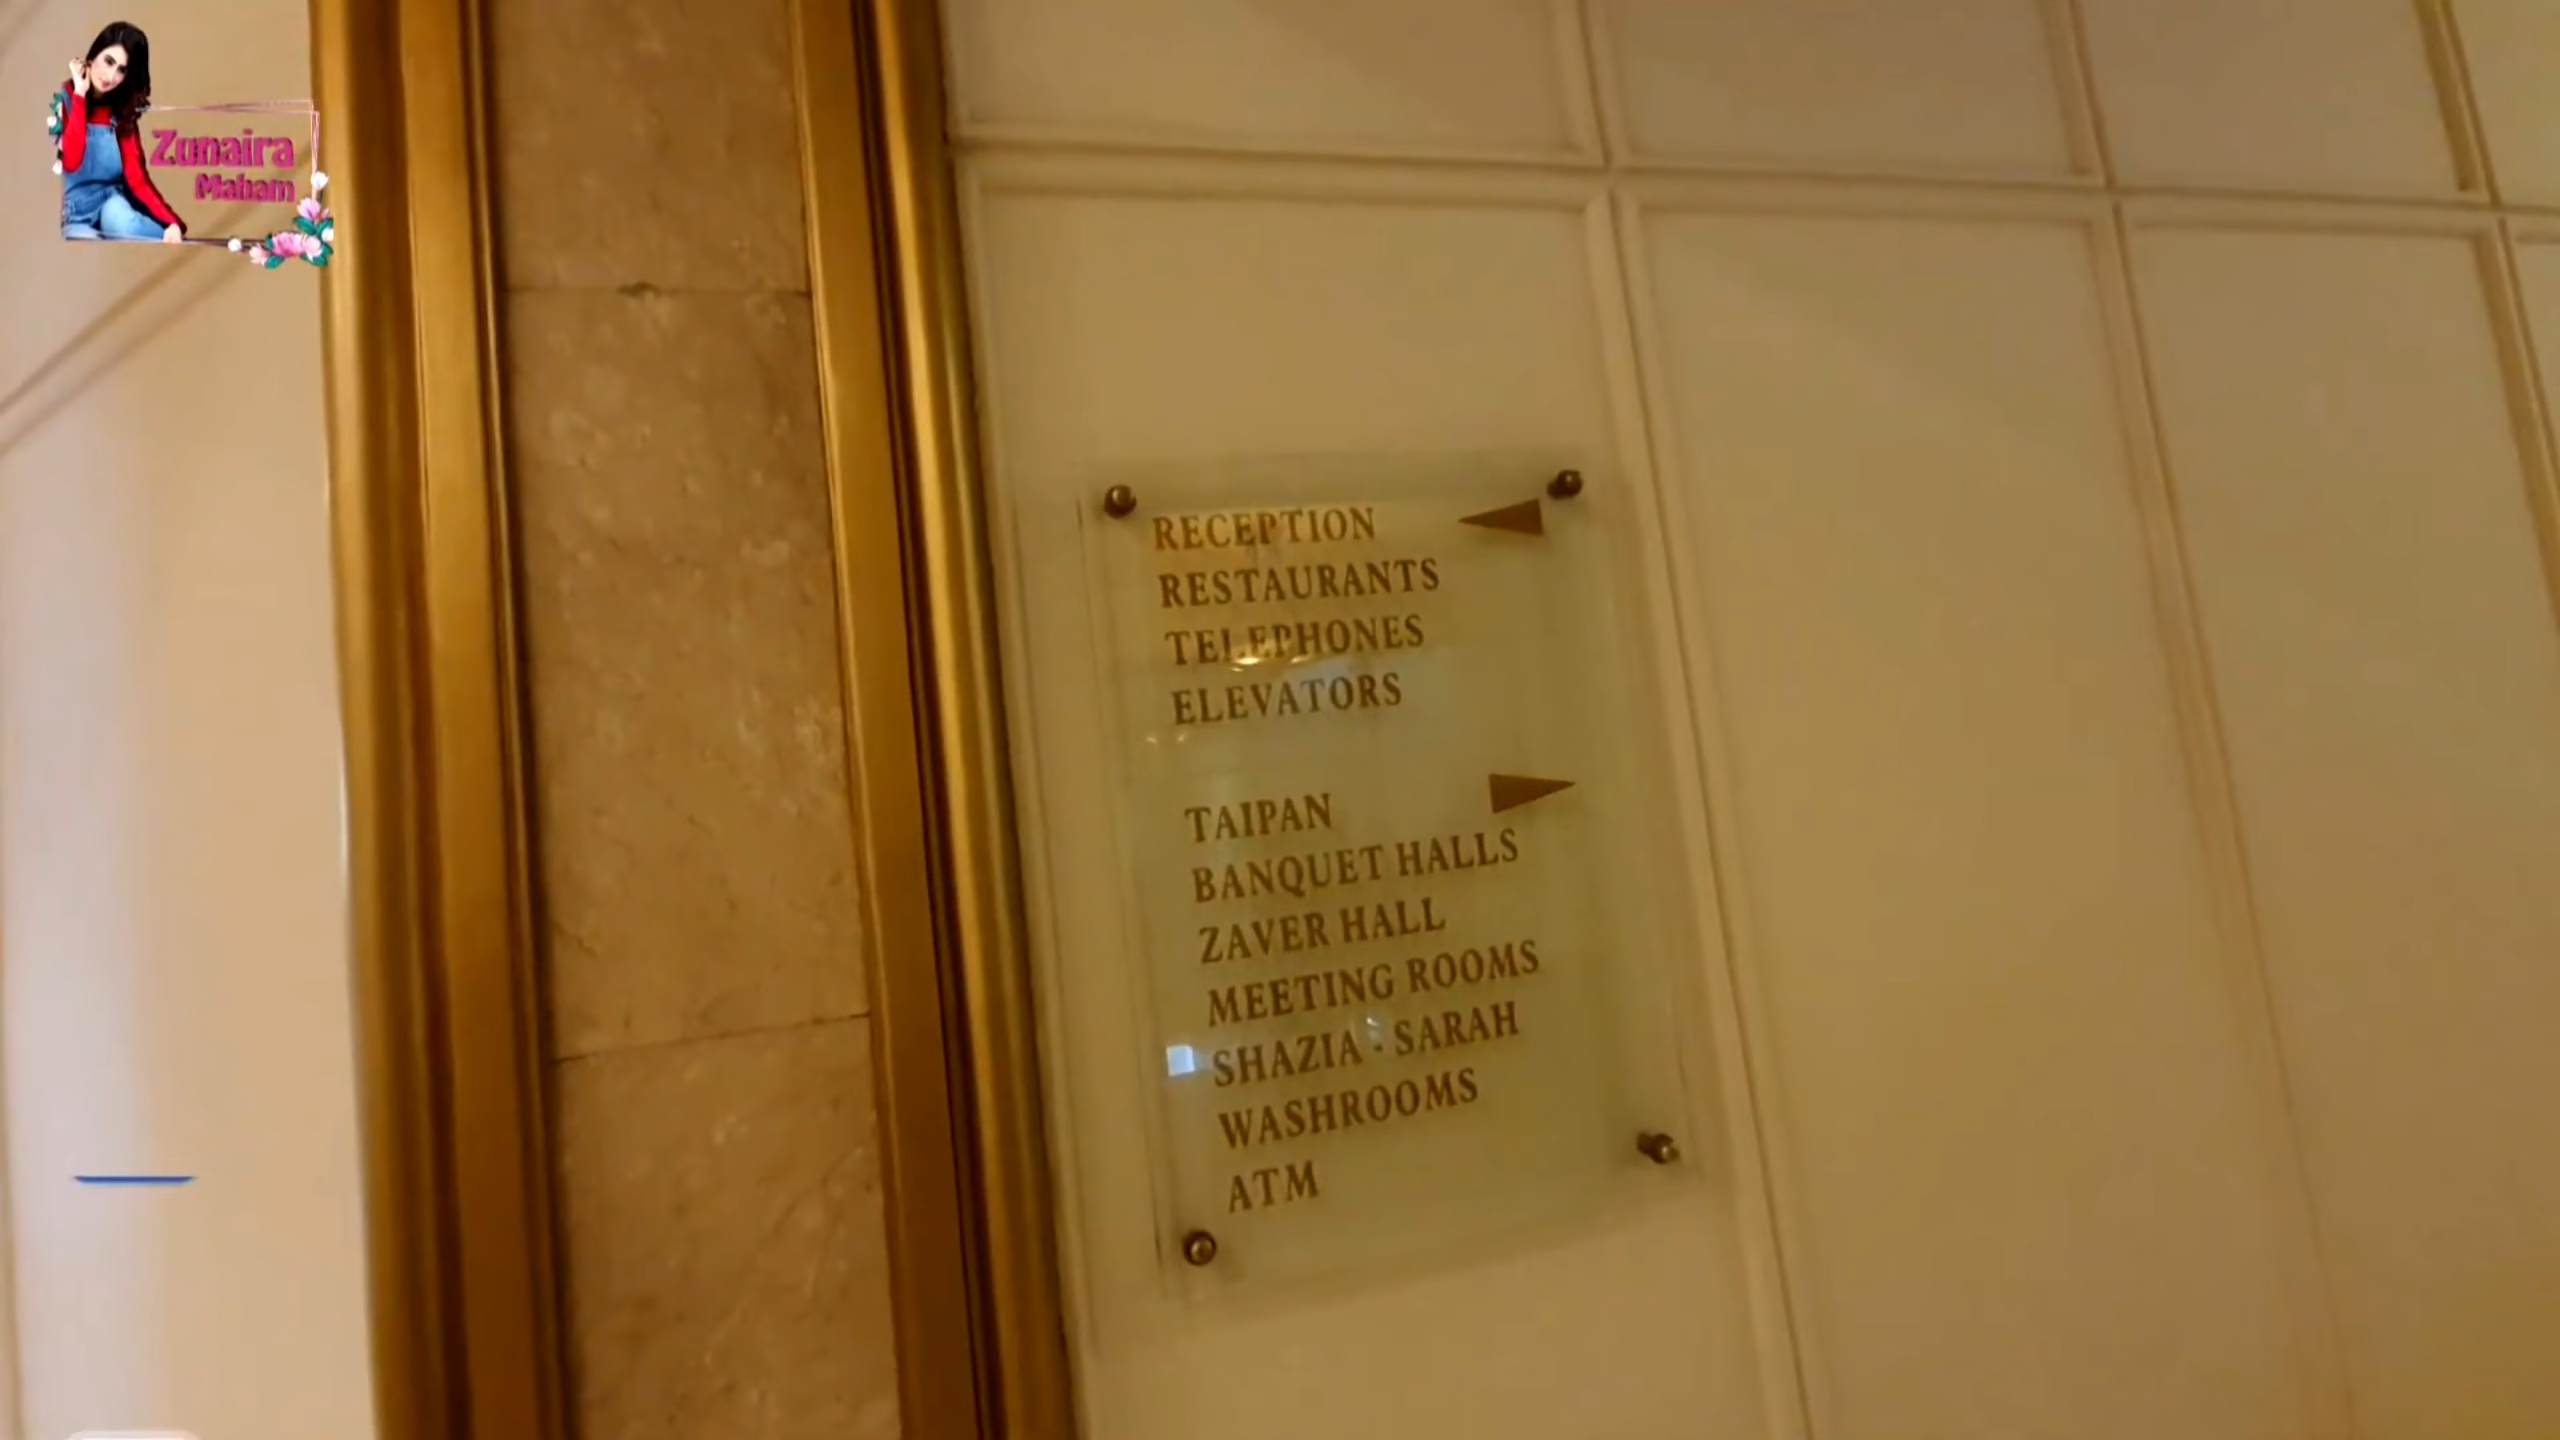 Zunaira
Maham
RECEPTION
RESTAURANTS
TELEPHONES
ELEVATORS
TAIPAN
BANQUET HALLS
ZAVER HALL
MEETING ROOMS
SHAZIA - SARAH
WASHROOMS
ATM